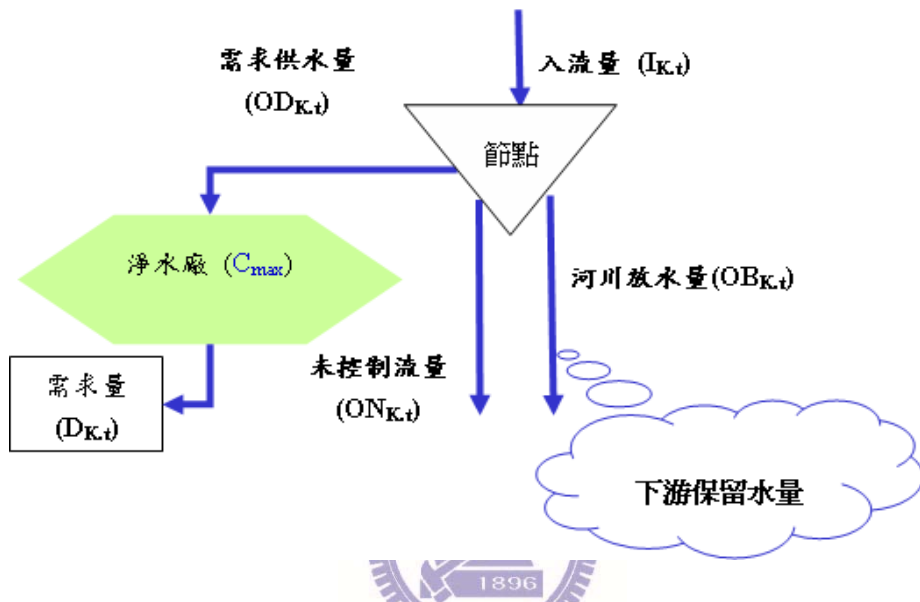 需求供水量
(OD_K.t)
入流量 (I_K.t)
節點
淨水廠 (C_max)
河川放水量(OB_K.t)
需求量
(D_K.t)
未控制流量
(ON_K.t)
下游保留水量
1896